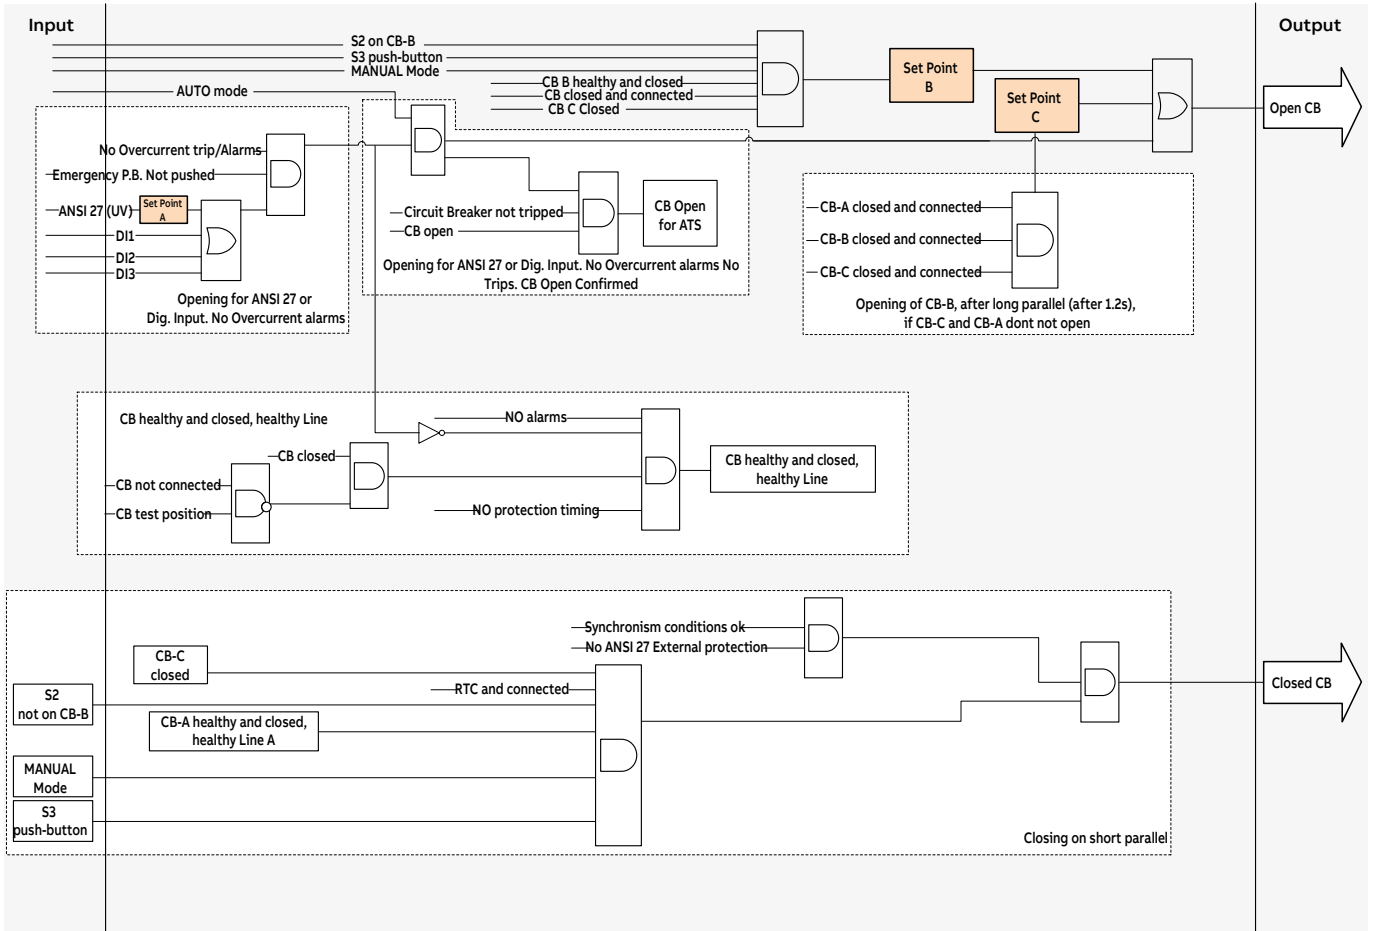 Input
Output
S2 on CB-B
S3 push-button
MANUAL Mode
AUTO mode
CB B healthy and closed
CB closed and connected
CB C Closed
Set Point
B
Set Point
C
Open CB
No Overcurrent trip/Alarms
Emergency P.B. Not pushed
ANSI 27 (UV)
Set Point
A
DI1
DI2
DI3
Opening for ANSI 27 or
Dig. Input. No Overcurrent alarms
Circuit Breaker not tripped
CB open
CB Open
for ATS
Opening for ANSI 27 or Dig. Input. No Overcurrent alarms No
Trips. CB Open Confirmed
CB-A closed and connected
CB-B closed and connected
CB-C closed and connected
Opening of CB-B, after long parallel (after 1.2s),
if CB-C and CB-A dont not open
CB healthy and closed, healthy Line
NO alarms
CB closed
CB not connected
CB test position
NO protection timing
CB healthy and closed,
healthy Line
Synchronism conditions ok
No ANSI 27 External protection
CB-C
closed
RTC and connected
S2
not on CB-B
CB-A healthy and closed,
healthy Line A
MANUAL
Mode
S3
push-button
Closed CB
Closing on short parallel